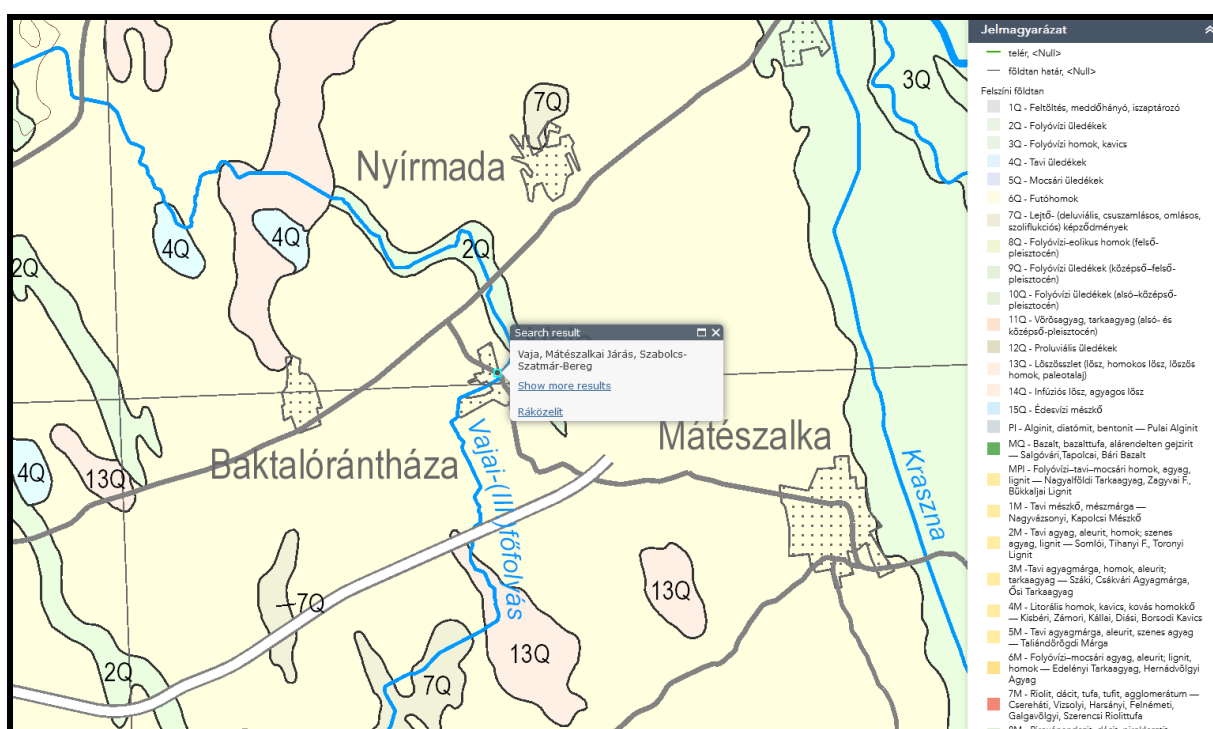 Nyírmada
7Q
3Q
4Q
4Q
2Q
2Q
Search result
Vaja, Mátészalkai Járás, Szabolcs-
Szatmár-Bereg
Show more results
Ráközelít
Baktalórántháza
Mátészalka
Vajai-(III.)főfolyás
Kraszna
4Q
13Q
7Q
13Q
13Q
2Q
7Q
Jelmagyarázat
telér, <Null>
földtan határ, <Null>
Felszíni földtan
1Q - Feltöltés, meddőhányó, iszaptározó
2Q - Folyóvízi üledékek
3Q - Folyóvízi homok, kavics
4Q - Tavi üledékek
5Q - Mocsári üledékek
6Q - Futóhomok
7Q - Lejtő- (deluviális, csuszamlásos, omlásos,
szoliflukciós) képződmények
8Q - Folyóvízi-eolikus homok (felső-
pleisztocén)
9Q - Folyóvízi üledékek (középső–felső-
pleisztocén)
10Q - Folyóvízi üledékek (alsó–középső-
pleisztocén)
11Q - Vörösagyag, tarkaagyag (alsó- és
középső-pleisztocén)
12Q - Proluviális üledékek
13Q - Löszösszlet (lösz, homokos lösz, löszös
homok, paleotalaj)
14Q - Infúziós lösz, agyagos lösz
15Q - Édesvízi mészkő
PI - Alginit, diatómit, bentonit — Pulai Alginit
MQ - Bazalt, bazalttufa, alárendelten gejzirit
— Salgóvári,Tapolcai, Bári Bazalt
MPI - Folyóvízi–tavi–mocsári homok, agyag,
lignit — Nagyalföldi Tarkaagyag, Zagyvai F.,
Bükkaljai Lignit
1M - Tavi mészkő, mészmárga —
Nagyvázsonyi, Kapolcsi Mészkő
2M - Tavi agyag, aleurit, homok; szenes
agyag, lignit — Somlói, Tihanyi F., Toronyi
Lignit
3M -Tavi agyagmárga, homok, aleurit;
tarkaagyag — Száki, Csákvári Agyagmárga,
Ősi Tarkaagyag
4M - Litorális homok, kavics, kovás homokkő
— Kisbéri, Zámori, Kállai, Diási, Borsodi Kavics
5M - Tavi agyagmárga, aleurit, szenes agyag
— Taliándörögdi Márga
6M - Folyóvízi–mocsári agyag, aleurit; lignit,
homok — Edelényi Tarkaagyag, Hernádvölgyi
Agyag
7M - Riolit, dácit, tufa, tufit, agglomerátum —
Csereháti, Vizsolyi, Harsányi, Felnémeti,
Galgavölgyi, Szerencsi Riolittufa